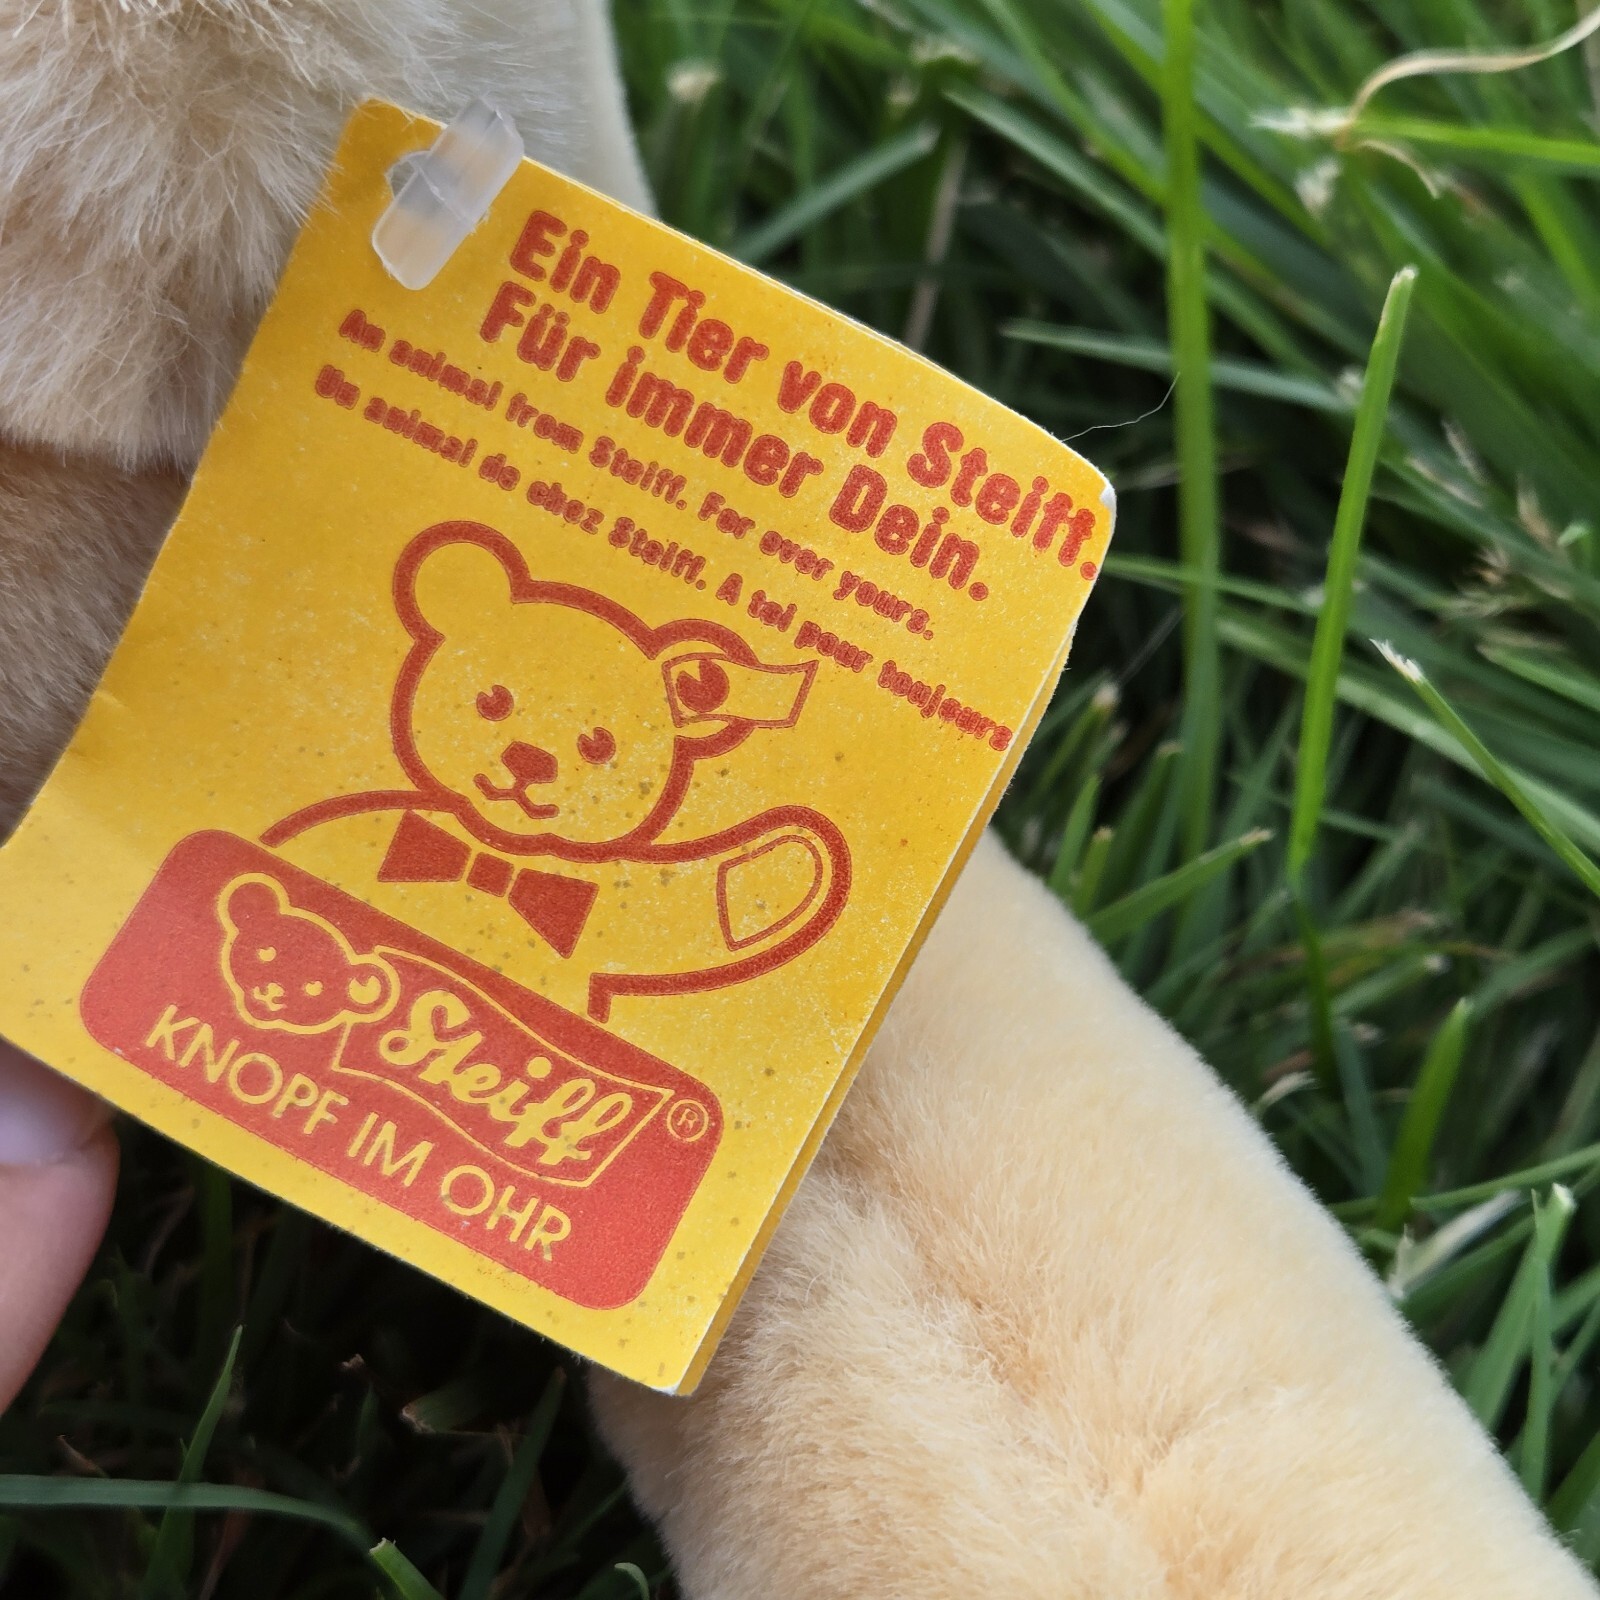 Ein Tier von Steiff.
Für immer Dein.
An animal from Steiff. For ever yours.
Un animal de chez Steiff. A toi pour toujours
Steiff ®
KNOPF IM OHR